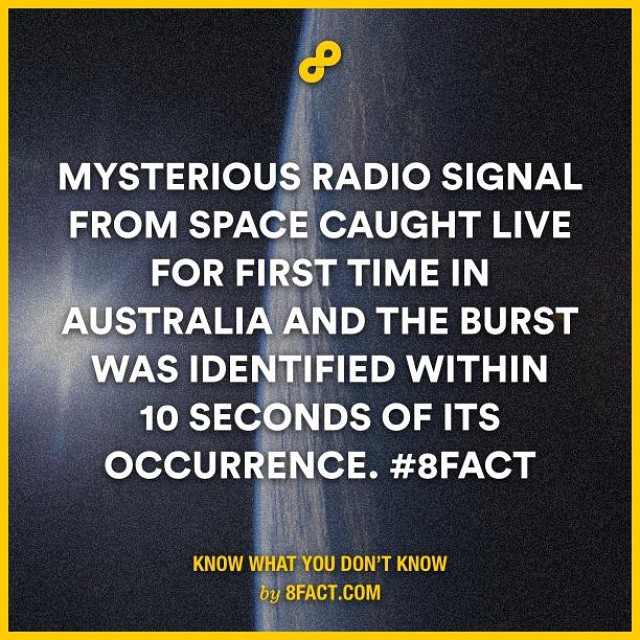 MYSTERIOUS RADIO SIGNAL
FROM SPACE CAUGHT LIVE
FOR FIRST TIME IN
AUSTRALIA AND THE BURST
WAS IDENTIFIED WITHIN
10 SECONDS OF ITS
OCCURRENCE. #8FACT
KNOW WHAT YOU DON'T KNOW
by 8FACT.COM